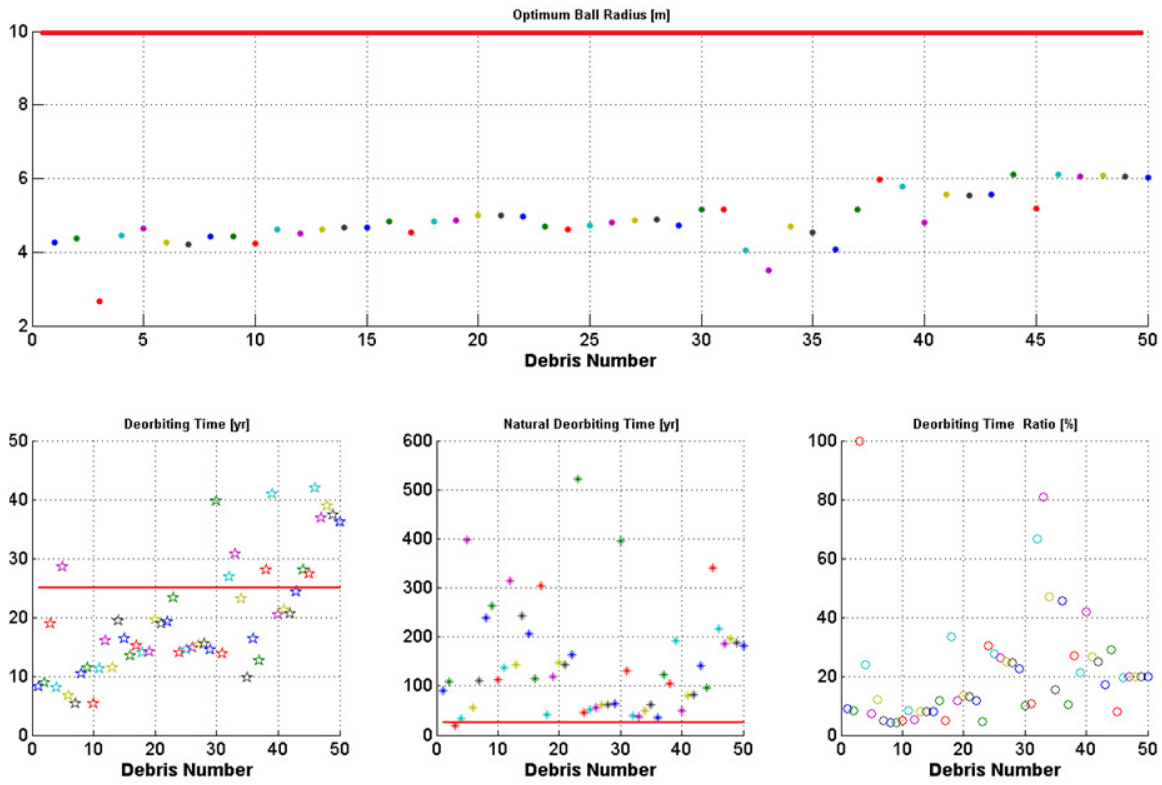 Optimum Ball Radius [m]
10
8
6
4
2
0 5 10 15 20 25 30 35 40 45 50
Debris Number
Deorbiting Time [yr]
50
40
30
20
10
0
0 10 20 30 40 50
Debris Number
Natural Deorbiting Time [yr]
600
500
400
300
200
100
0
0 10 20 30 40 50
Debris Number
Deorbiting Time Ratio [%]
100
80
60
40
20
0
0 10 20 30 40 50
Debris Number